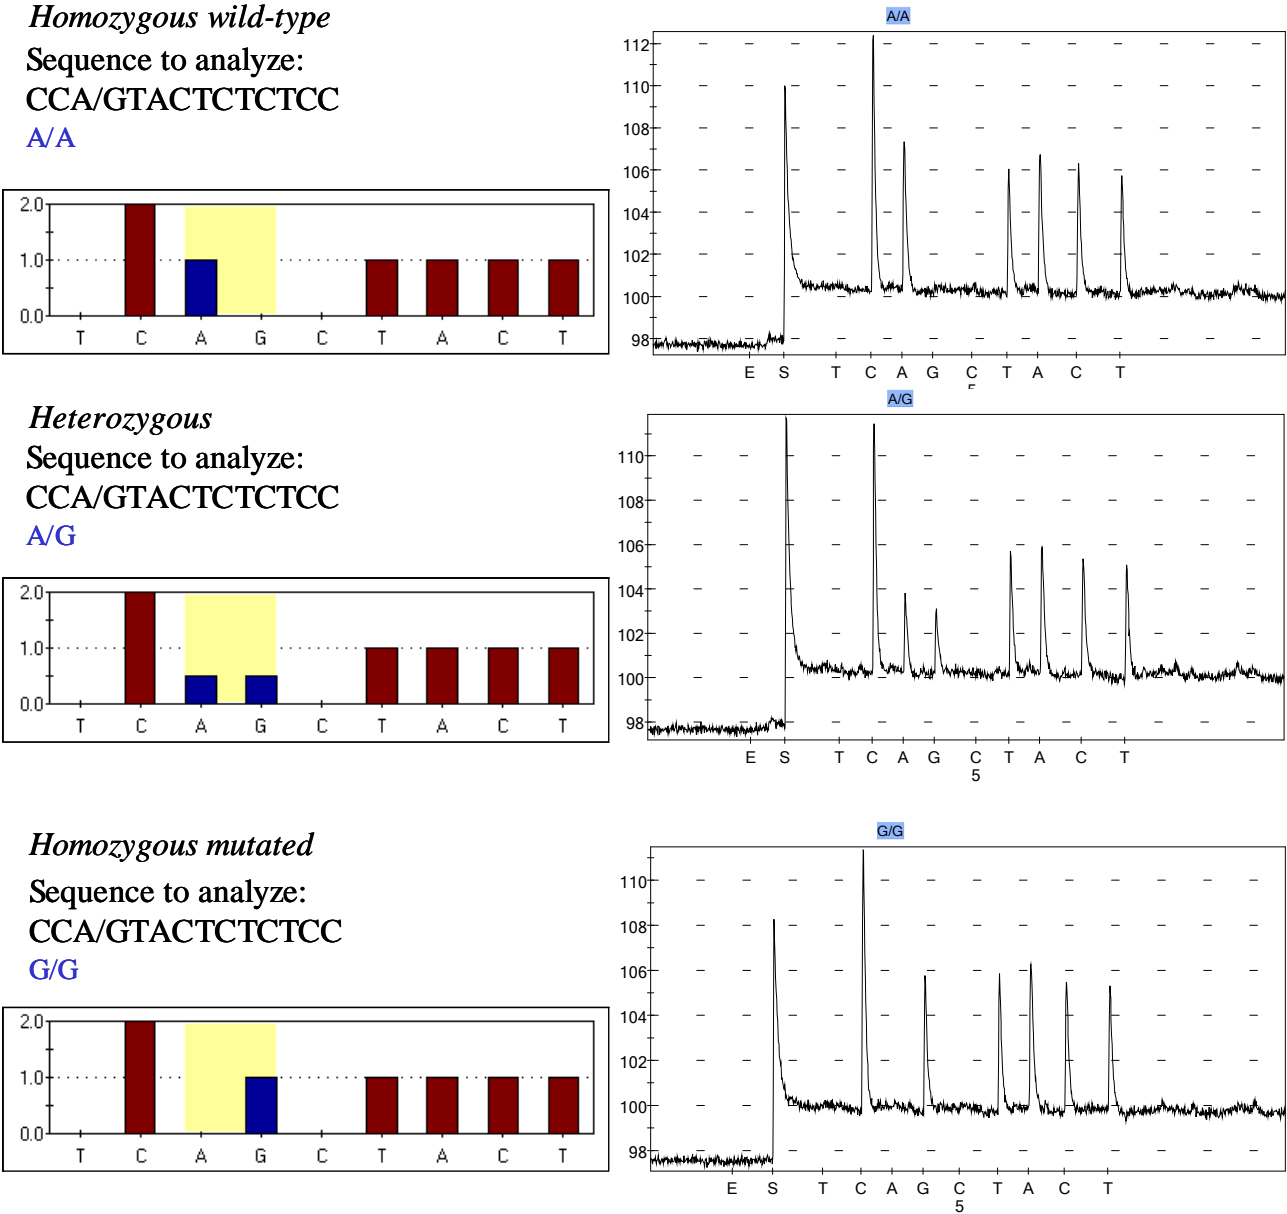 Homozygous wild-type
Sequence to analyze:
CCA/GTACTCTCTCC
A/A
2.0
1.0
0.0
T C A G C T A C T
A/A
112
110
108
106
104
102
100
98
E S T C A G C T A C T
Heterozygous
Sequence to analyze:
CCA/GTACTCTCTCC
A/G
2.0
1.0
0.0
T C A G C T A C T
A/G
110
108
106
104
102
100
98
E S T C A G C T A C T
5
Homozygous mutated
Sequence to analyze:
CCA/GTACTCTCTCC
G/G
2.0
1.0
0.0
T C A G C T A C T
G/G
110
108
106
104
102
100
98
E S T C A G C T A C T
5